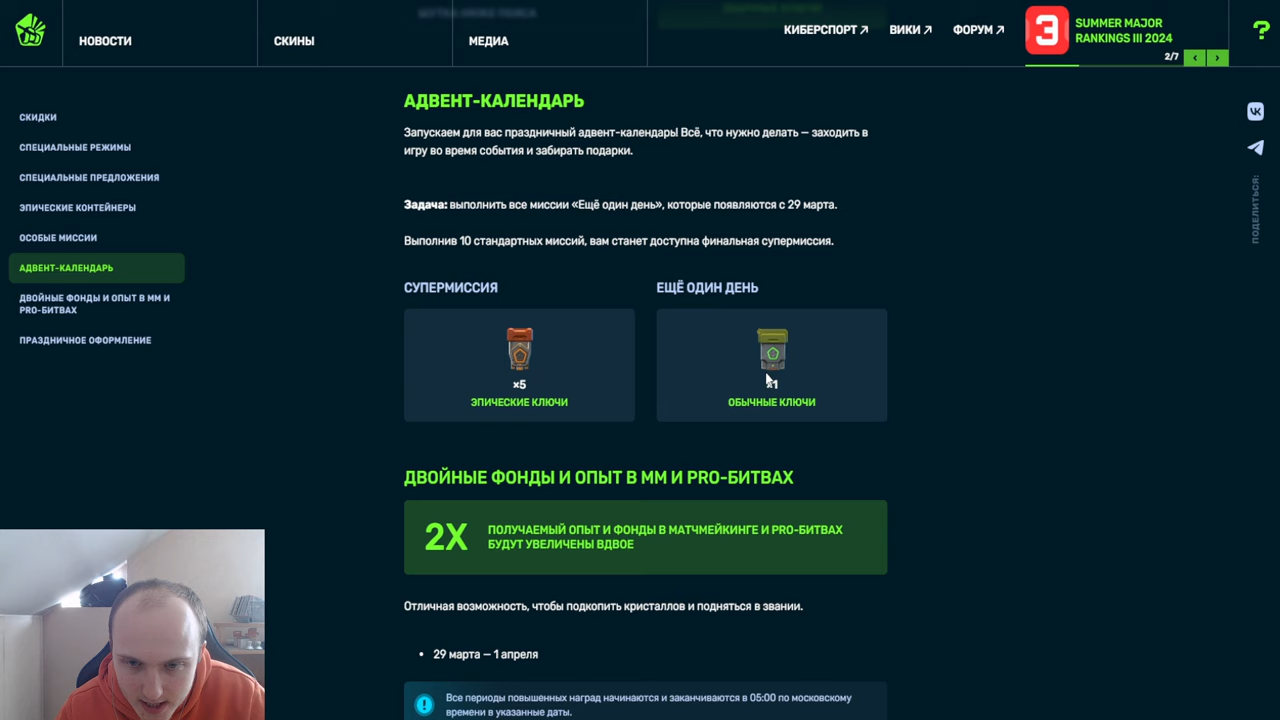 ШУТКА НИЖЕ ПОЯСА
НОВОСТИ
СКИНЫ
МЕДИА
КИБЕРСПОРТ
ВИКИ
ФОРУМ
3
SUMMER MAJOR
RANKINGS III 2024
2/7
?
СКИДКИ
СПЕЦИАЛЬНЫЕ РЕЖИМЫ
СПЕЦИАЛЬНЫЕ ПРЕДЛОЖЕНИЯ
ЭПИЧЕСКИЕ КОНТЕЙНЕРЫ
ОСОБЫЕ МИССИИ
АДВЕНТ-КАЛЕНДАРЬ
ДВОЙНЫЕ ФОНДЫ И ОПЫТ В ММ И
PRO-БИТВАХ
ПРАЗДНИЧНОЕ ОФОРМЛЕНИЕ
АДВЕНТ-КАЛЕНДАРЬ
Запускаем для вас праздничный адвент-календарь! Всё, что нужно делать — заходить в
игру во время события и забирать подарки.
Задача: выполнить все миссии «Ещё один день», которые появляются с 29 марта.
Выполнив 10 стандартных миссий, вам станет доступна финальная супермиссия.
СУПЕРМИССИЯ
×5
ЭПИЧЕСКИЕ КЛЮЧИ
ЕЩЁ ОДИН ДЕНЬ
×1
ОБЫЧНЫЕ КЛЮЧИ
ДВОЙНЫЕ ФОНДЫ И ОПЫТ В ММ И PRO-БИТВАХ
2X
ПОЛУЧАЕМЫЙ ОПЫТ И ФОНДЫ В МАТЧМЕЙКИНГЕ И PRO-БИТВАХ
БУДУТ УВЕЛИЧЕНЫ ВДВОЕ
Отличная возможность, чтобы подкопить кристаллов и подняться в звании.
• 29 марта — 1 апреля
Все периоды повышенных наград начинаются и заканчиваются в 05:00 по московскому
времени в указанные даты.
ПОДЕЛИТЬСЯ: